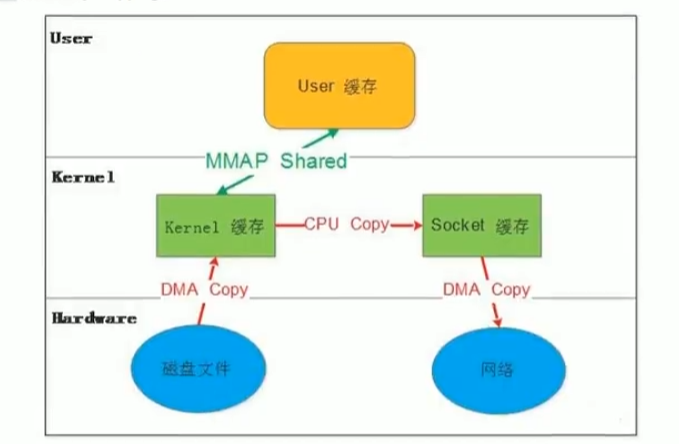 User
User 缓存
MMAP Shared
Kernel
Kernel 缓存
CPU Copy
Socket 缓存
DMA Copy
DMA Copy
Hardware
磁盘文件
网络